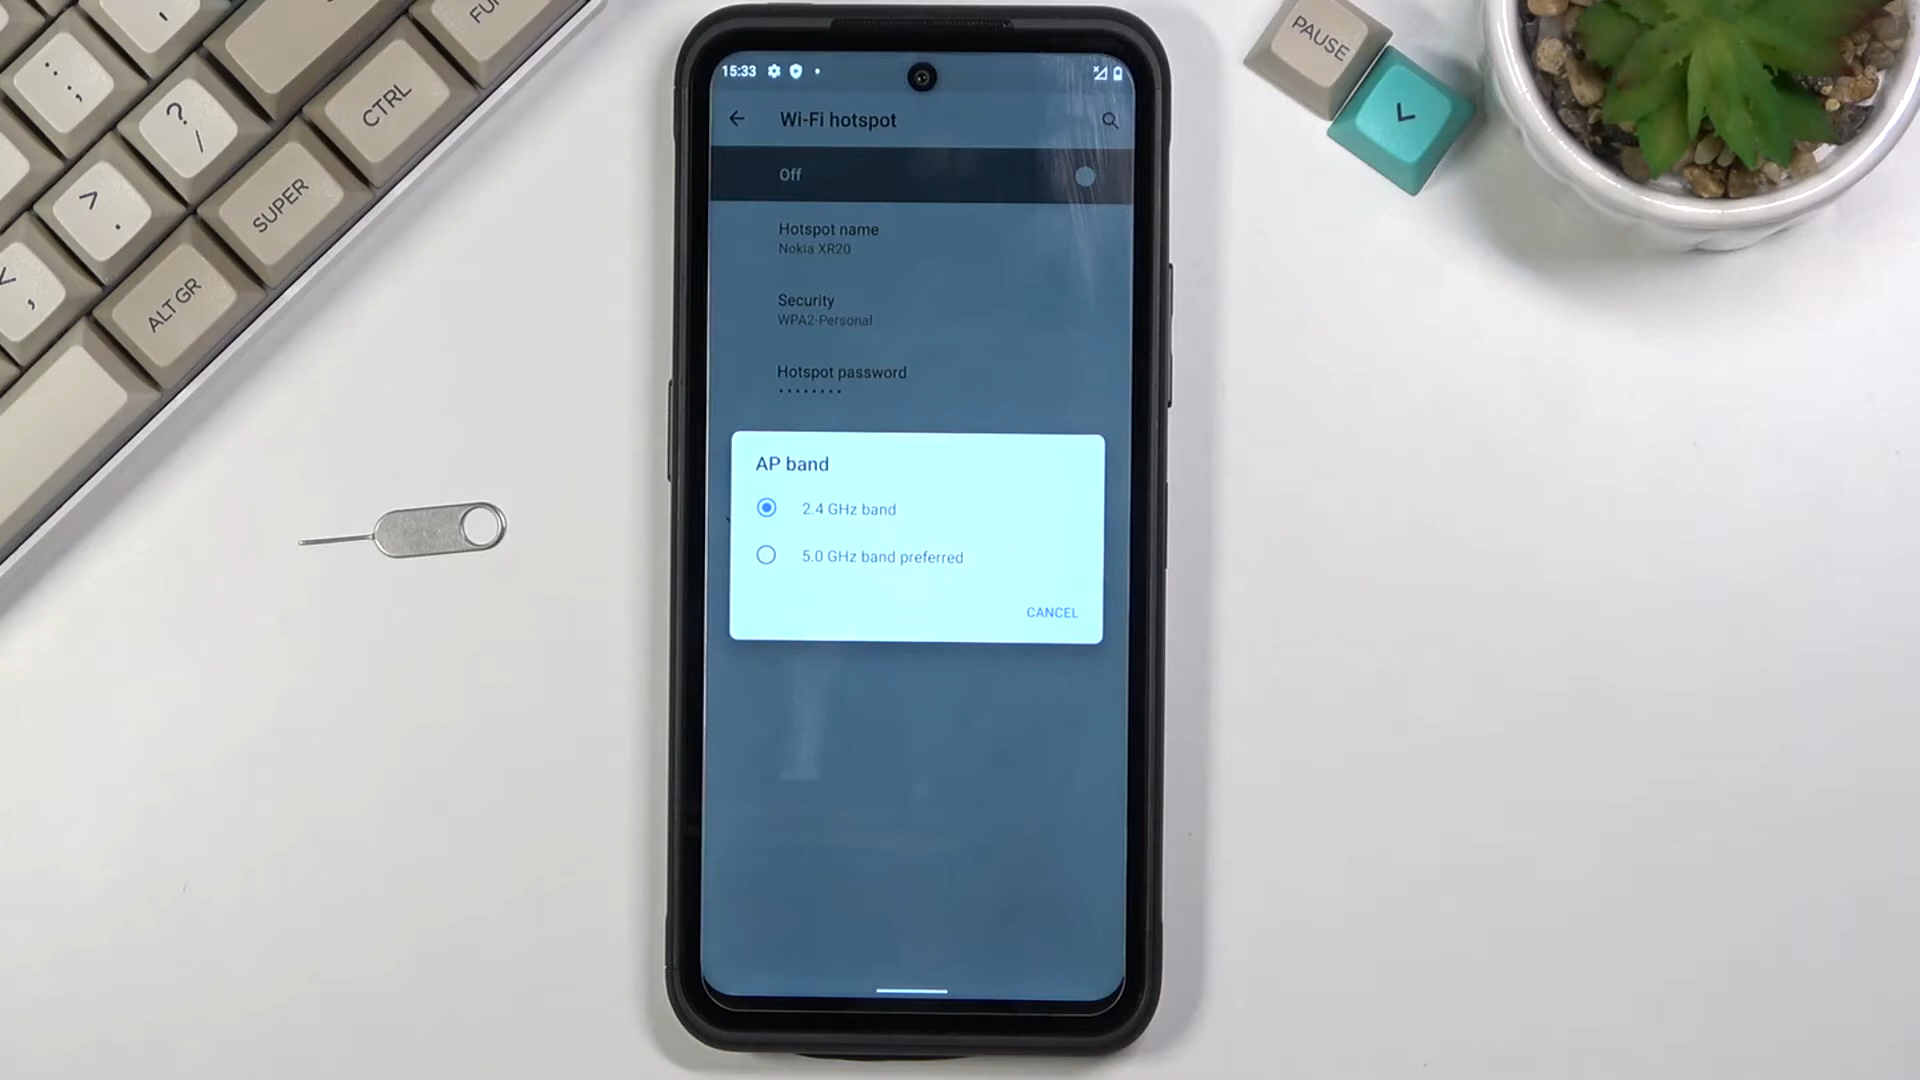 15:33
Wi-Fi hotspot
Off
Hotspot name
Nokia XR20
Security
WPA2-Personal
Hotspot password
········
AP band
2.4 GHz band
5.0 GHz band preferred
CANCEL
PAUSE
FU
CTRL
? /
SUPER
> .
ALT GR
: ;